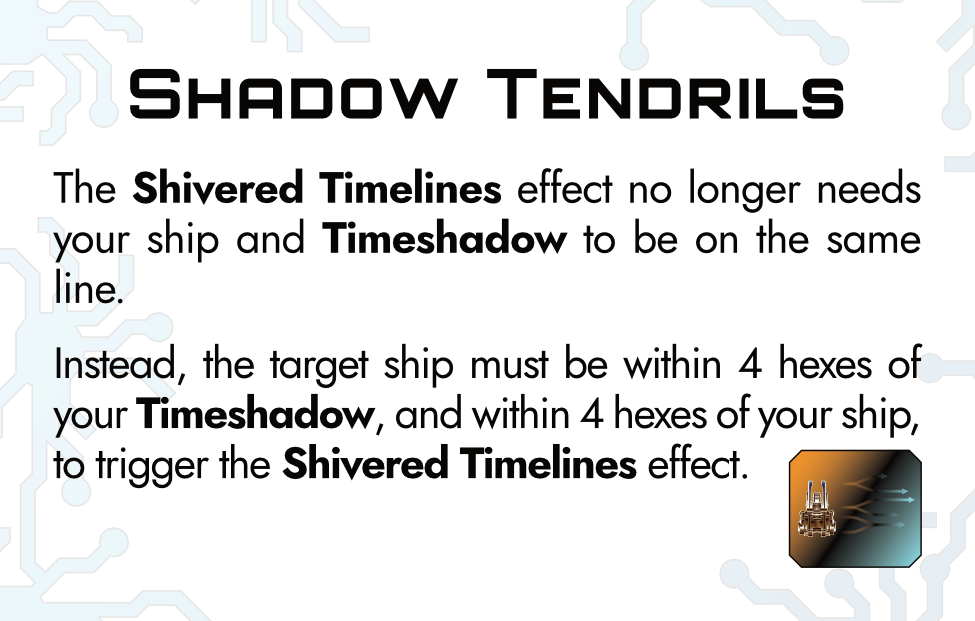 SHADOW TENDRILS
The Shivered Timelines effect no longer needs
your ship and Timeshadow to be on the same
line.
Instead, the target ship must be within 4 hexes of
your Timeshadow, and within 4 hexes of your ship,
to trigger the Shivered Timelines effect.